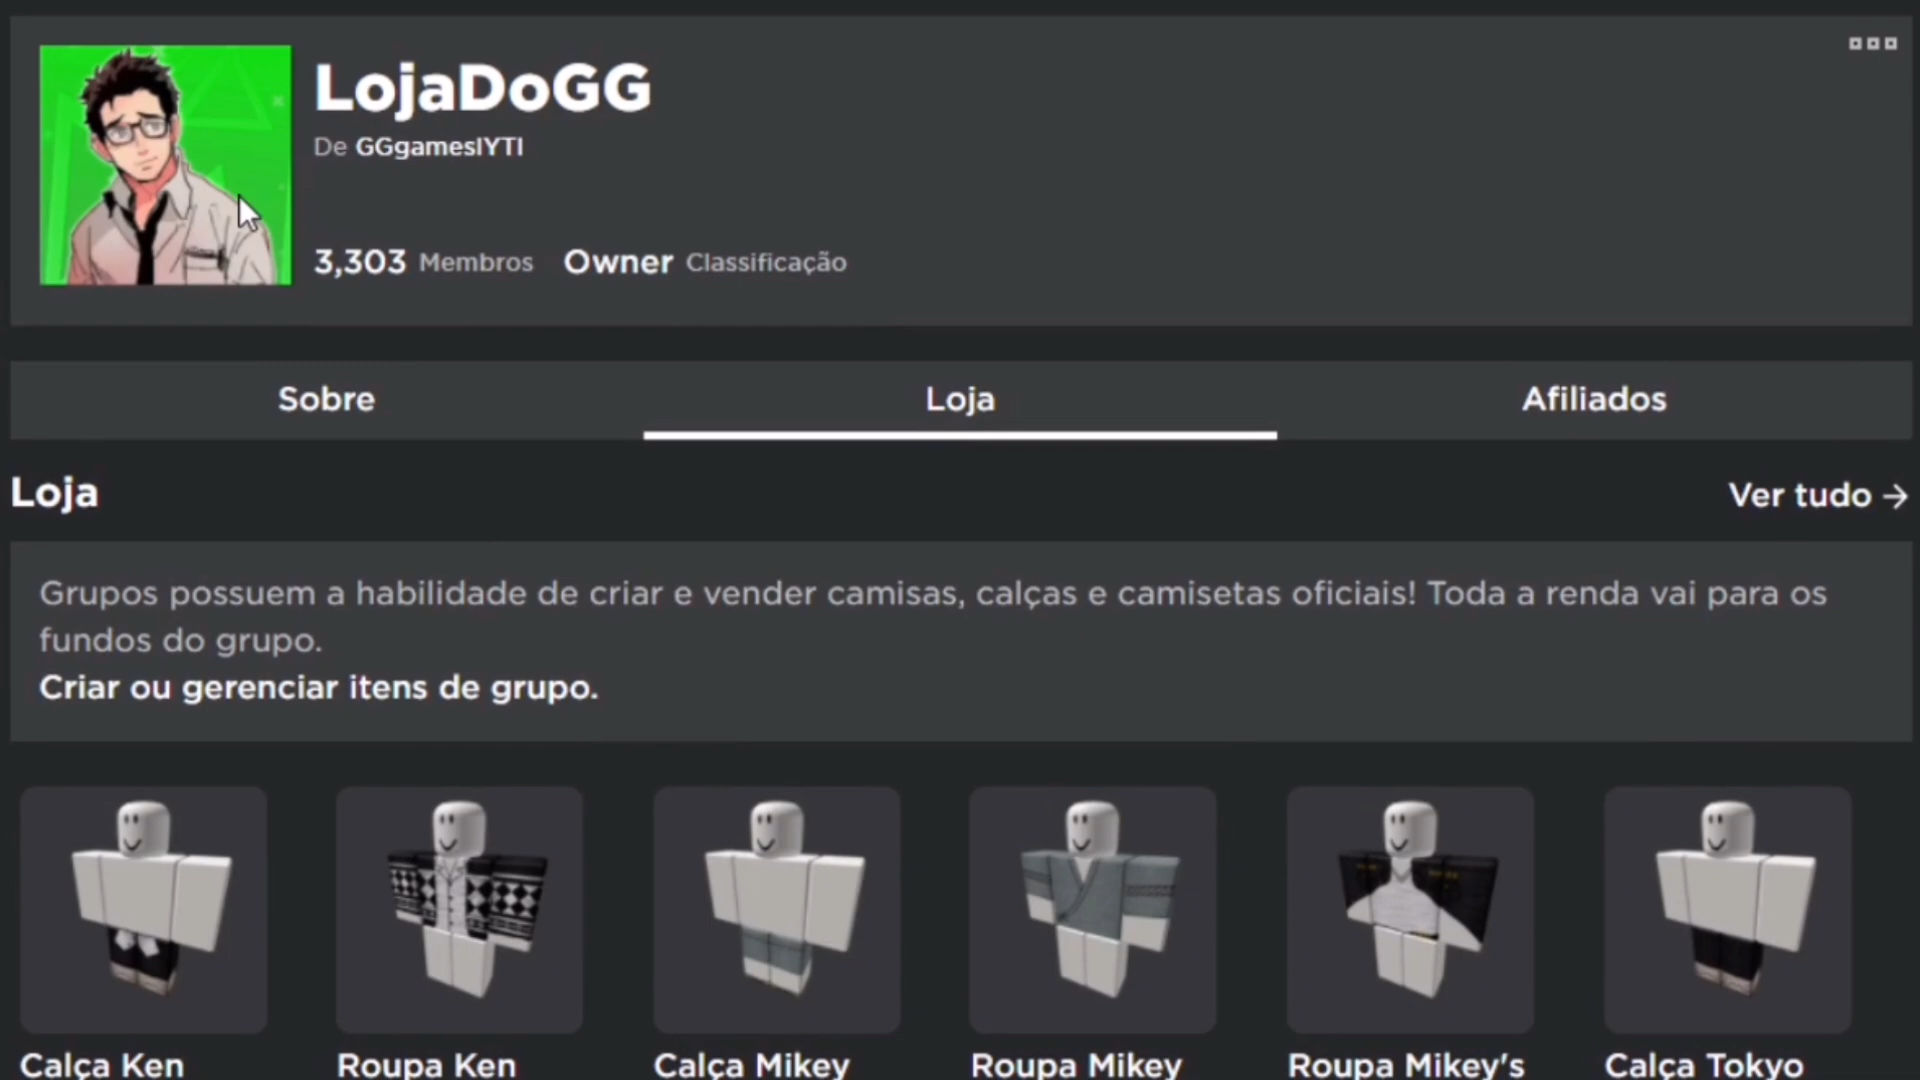 LojaDoGG
De GGgamesIYTI
3,303 Membros Owner Classificação
Sobre Loja Afiliados
Loja Ver tudo →
Grupos possuem a habilidade de criar e vender camisas, calças e camisetas oficiais! Toda a renda vai para os
fundos do grupo.
Criar ou gerenciar itens de grupo.
Calça Ken Roupa Ken Calça Mikey Roupa Mikey Roupa Mikey's Calça Tokyo